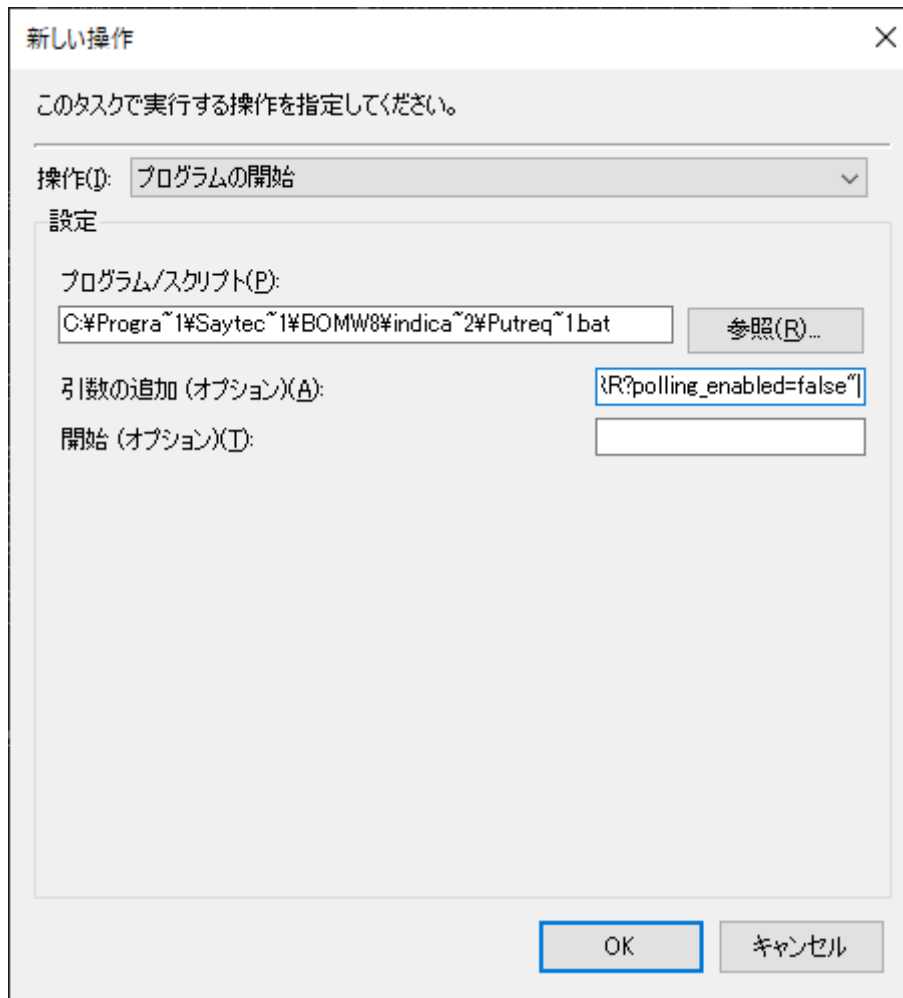 新しい操作
このタスクで実行する操作を指定してください。
操作(I): プログラムの開始
設定
プログラム/スクリプト(P):
C:¥Progra~1¥Saytec~1¥BOMW8¥indica~2¥Putreq~1.bat
参照(R)...
引数の追加 (オプション)(A): R?polling_enabled=false"
開始 (オプション)(T):
OK キャンセル